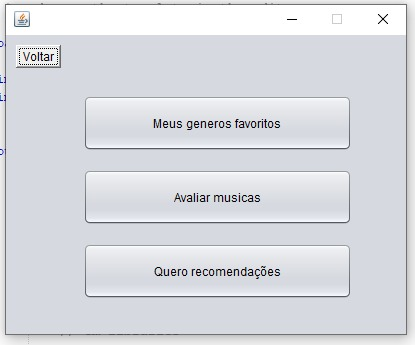 Voltar
Meus generos favoritos
Avaliar musicas
Quero recomendações